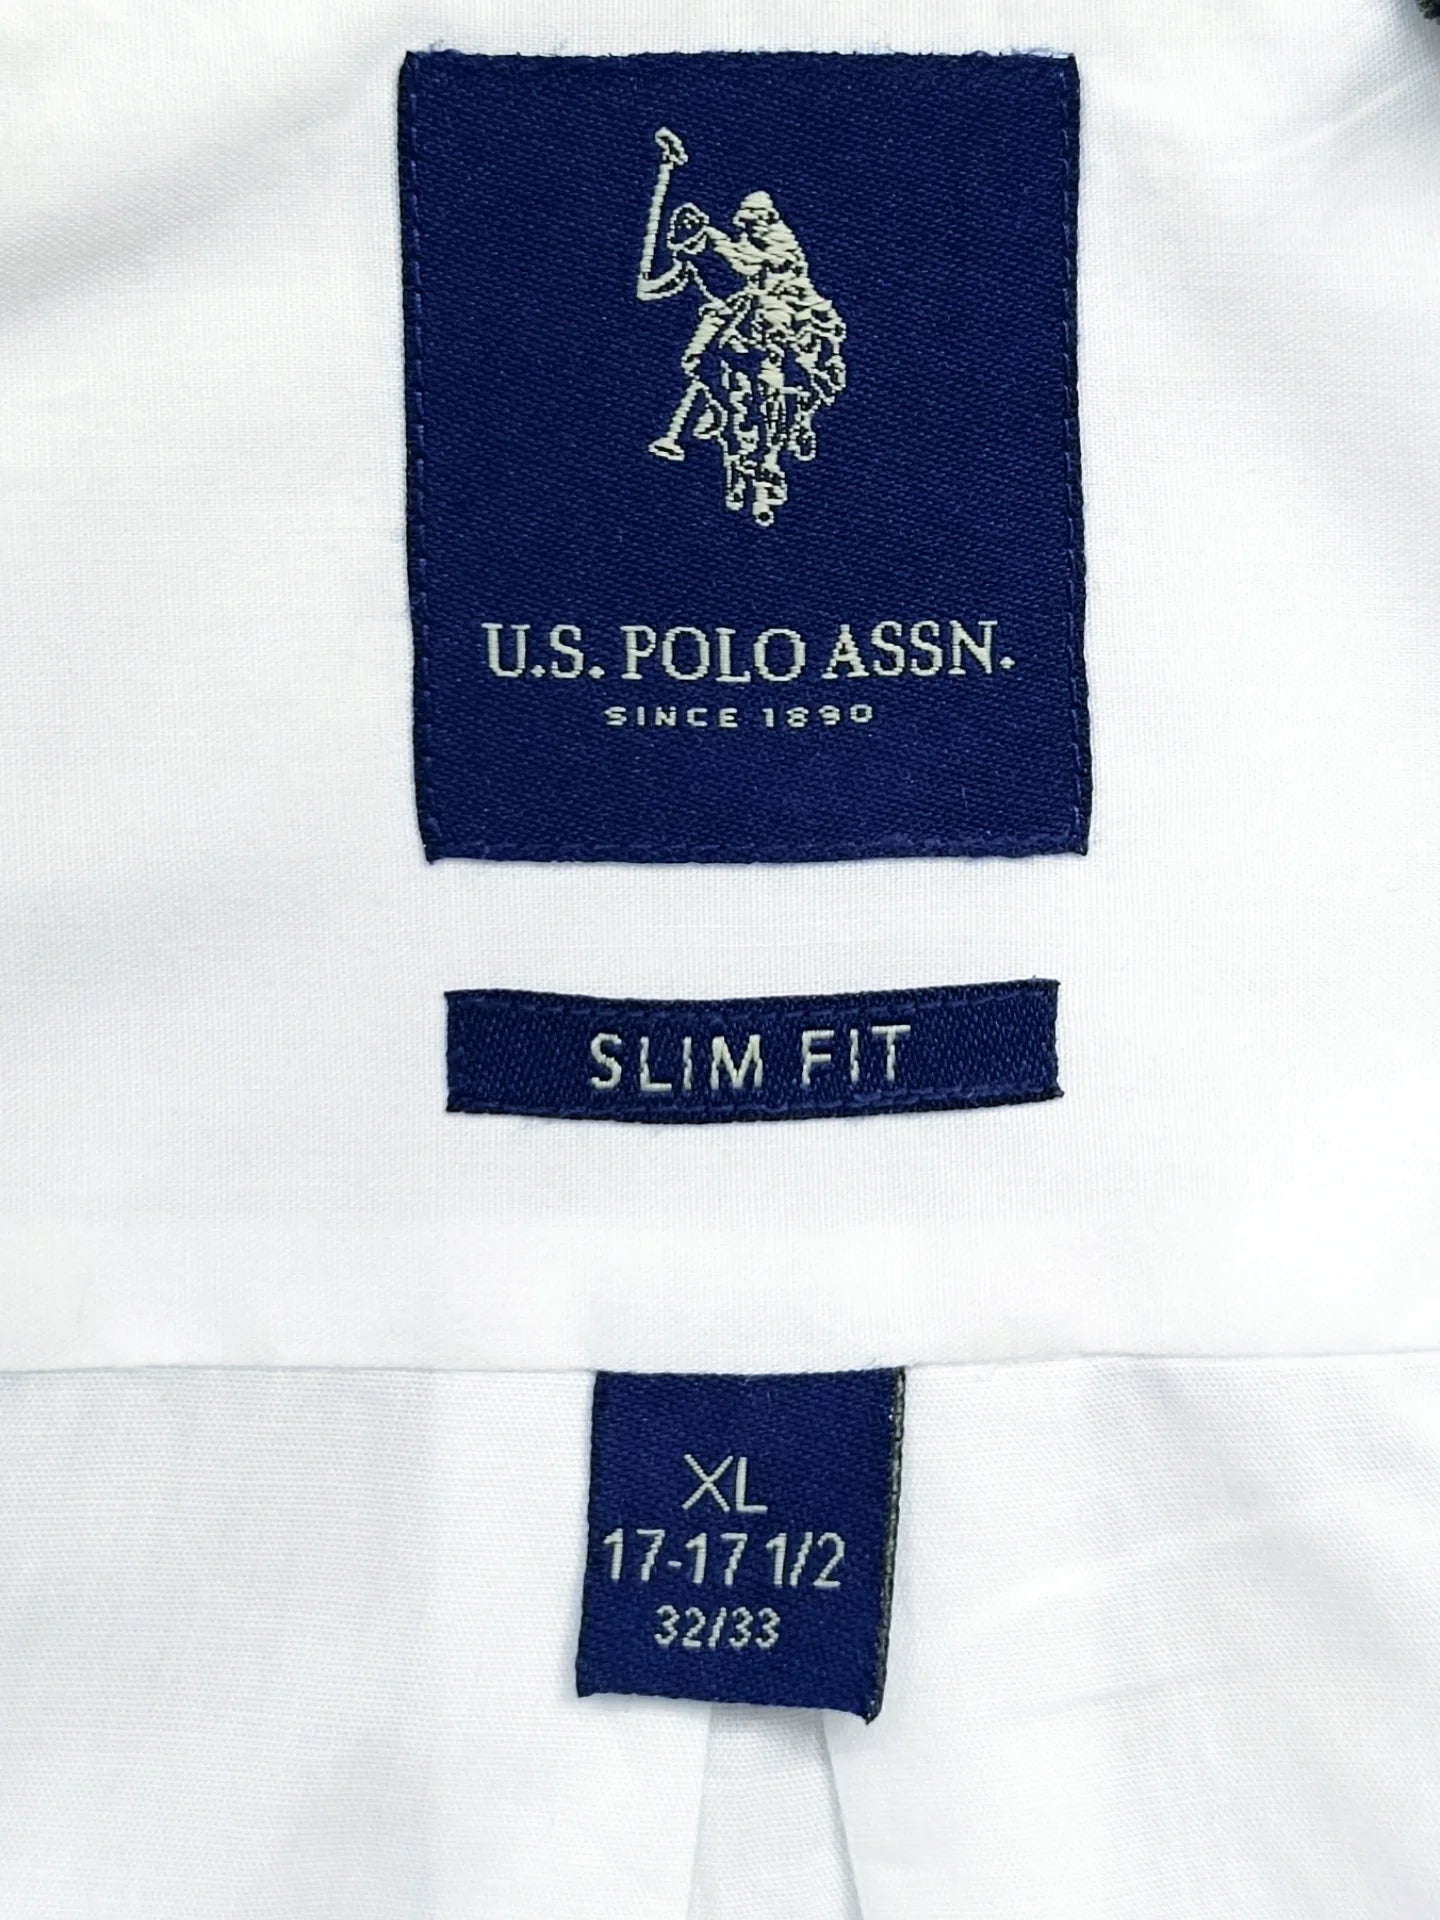 U.S. POLO ASSN.
SINCE 1890
SLIM FIT
XL
17-17 1/2
32/33